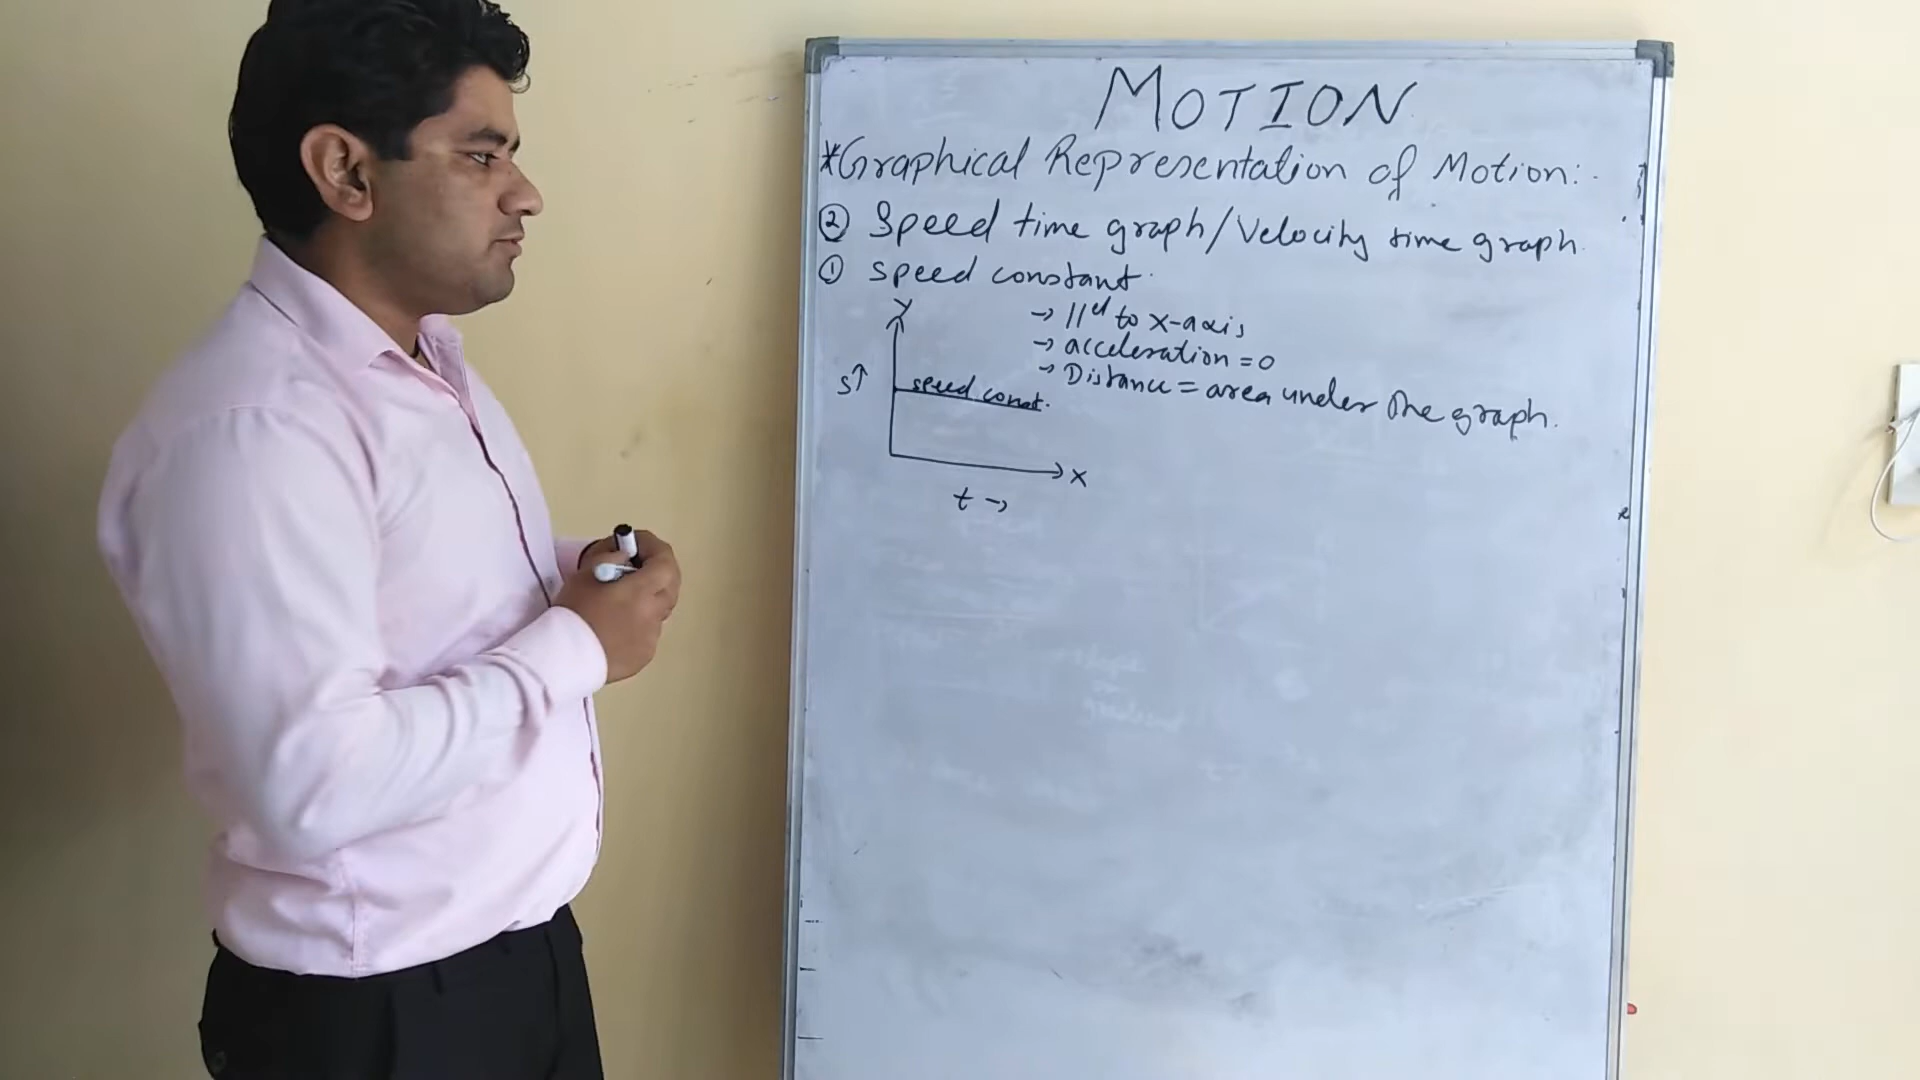 MOTION
*Graphical Representation of Motion:-
② Speed time graph/Velocity time graph.
① speed constant.
Y
→ ||el to x-axis
→ acceleration = 0
→ Distance = area under the graph.
S↑
speed const.
X
t →